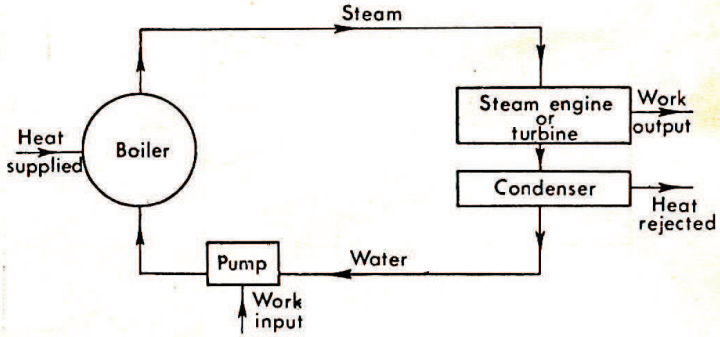 Steam
Steam engine
or
turbine
Work
output
Heat
supplied
Boiler
Condenser
Heat
rejected
Pump
Water
Work
input